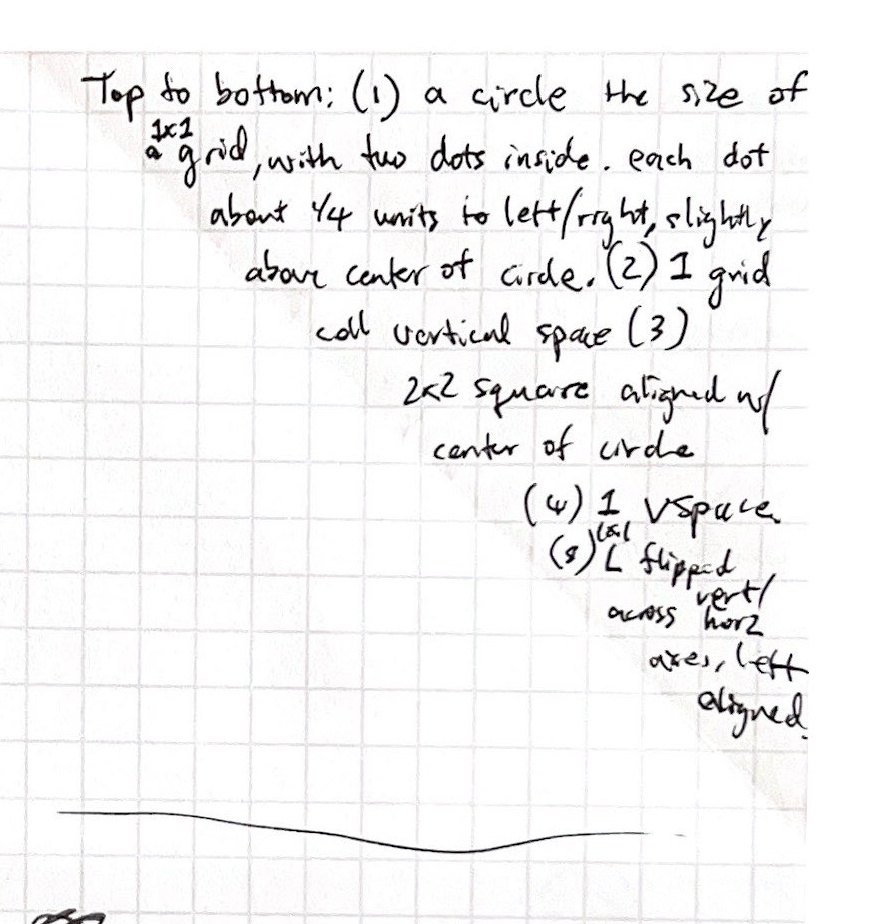 Top to bottom: (1) a circle the size of
1x1
a grid, with two dots inside. each dot
about 1/4 units to left/right, slightly
above center of circle. (2) 1 grid
cell vertical space (3)
2x2 square aligned w/
center of circle
(4) 1 vspace
1x1
(5) L flipped
vert/
across horz
axes, left
aligned.